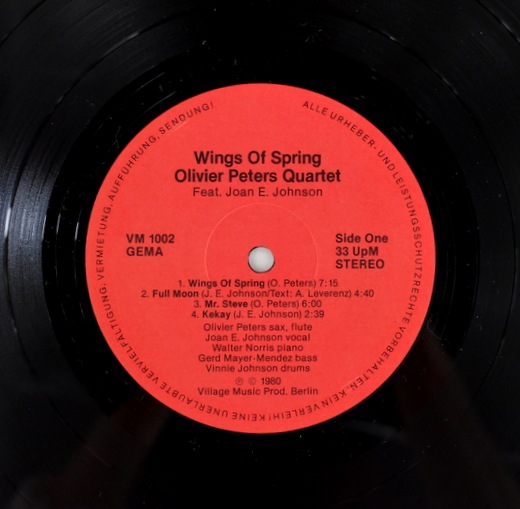 ALLE URHEBER- UND LEISTUNGSSCHUTZRECHTE VORBEHALTEN. KEIN VERLEIH! KEINE UNERLAUBTE VERVIELFÄLTIGUNG, VERMIETUNG, AUFFÜHRUNG, SENDUNG!
Wings Of Spring
Olivier Peters Quartet
Feat. Joan E. Johnson
VM 1002
GEMA
Side One
33 UpM
STEREO
1. Wings Of Spring (O. Peters) 7:15
2. Full Moon (J. E. Johnson/Text: A. Leverenz) 4:40
3. Mr. Steve (O. Peters) 6:00
4. Kekay (J. E. Johnson) 2:39
Olivier Peters sax, flute
Joan E. Johnson vocal
Walter Norris piano
Gerd Mayer-Mendez bass
Vinnie Johnson drums
℗ © 1980
Village Music Prod. Berlin